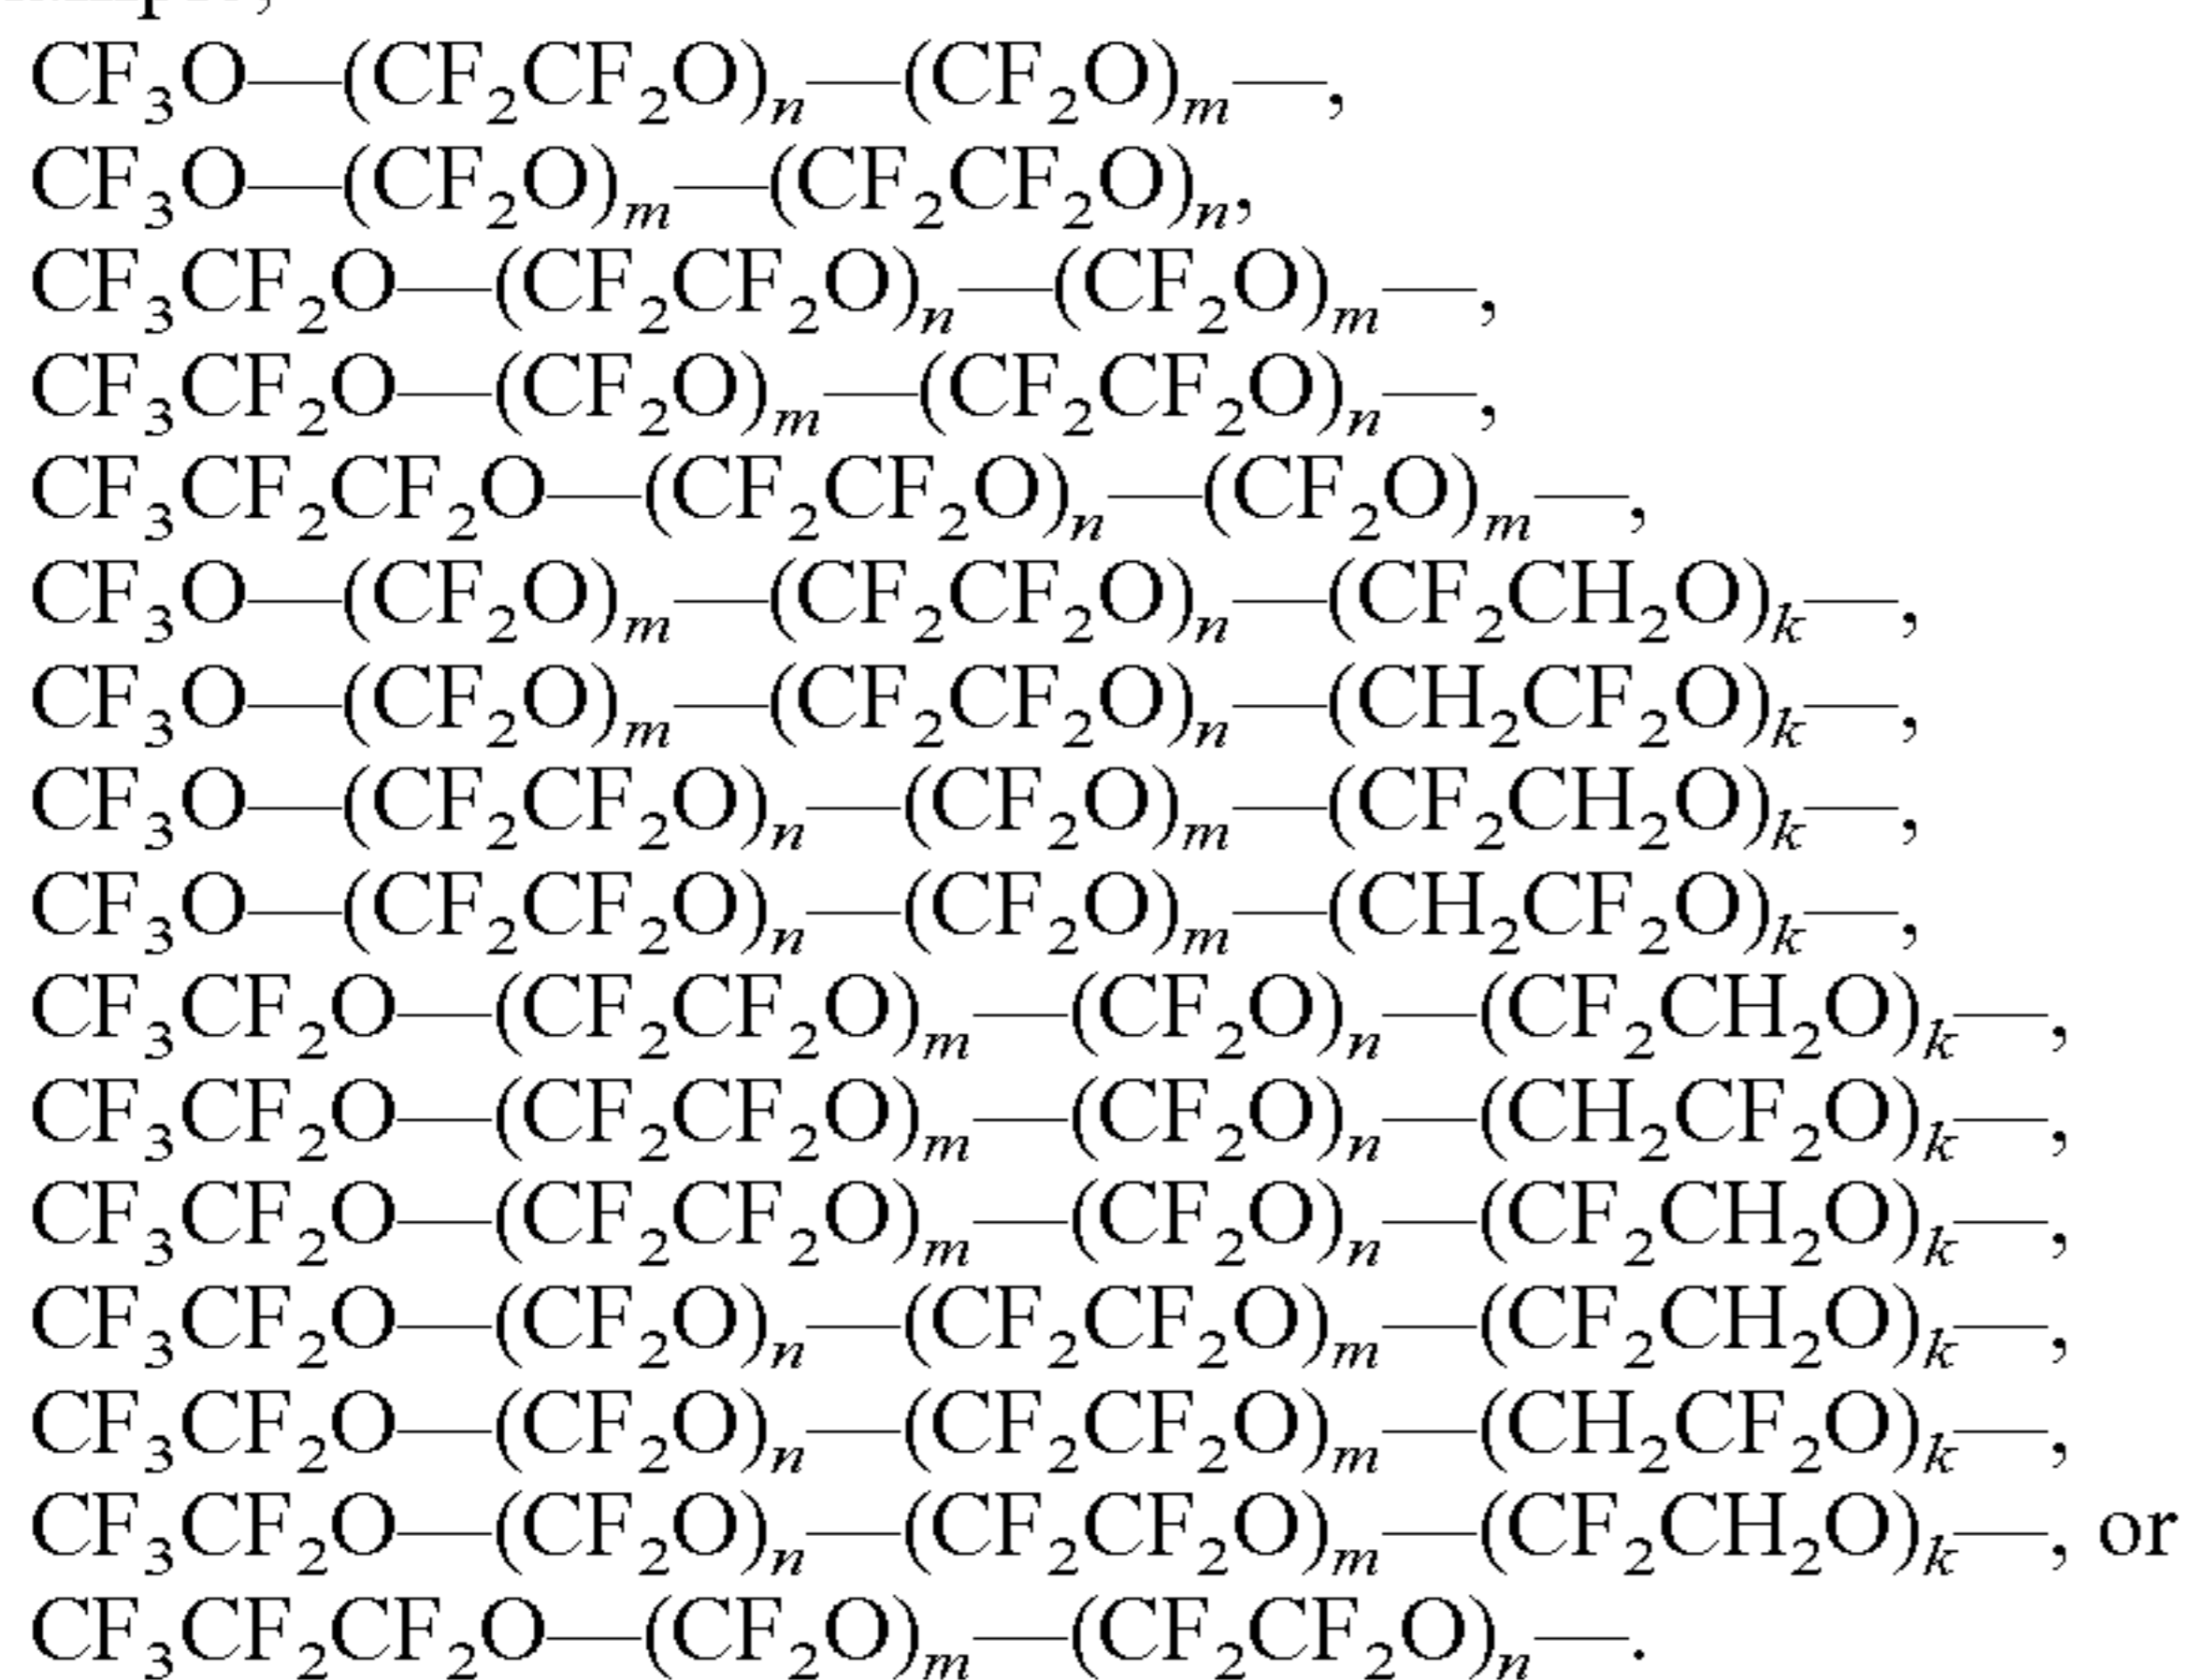 CF₃O—(CF₂CF₂O)ₙ—(CF₂O)ₘ—,
CF₃O—(CF₂O)ₘ—(CF₂CF₂O)ₙ,
CF₃CF₂O—(CF₂CF₂O)ₙ—(CF₂O)ₘ—,
CF₃CF₂O—(CF₂O)ₘ—(CF₂CF₂O)ₙ—,
CF₃CF₂CF₂O—(CF₂CF₂O)ₙ—(CF₂O)ₘ—,
CF₃O—(CF₂O)ₘ—(CF₂CF₂O)ₙ—(CF₂CH₂O)ₖ—,
CF₃O—(CF₂O)ₘ—(CF₂CF₂O)ₙ—(CH₂CF₂O)ₖ—,
CF₃O—(CF₂CF₂O)ₙ—(CF₂O)ₘ—(CF₂CH₂O)ₖ—,
CF₃O—(CF₂CF₂O)ₙ—(CF₂O)ₘ—(CH₂CF₂O)ₖ—,
CF₃CF₂O—(CF₂CF₂O)ₘ—(CF₂O)ₙ—(CF₂CH₂O)ₖ—,
CF₃CF₂O—(CF₂CF₂O)ₘ—(CF₂O)ₙ—(CH₂CF₂O)ₖ—,
CF₃CF₂O—(CF₂CF₂O)ₘ—(CF₂O)ₙ—(CF₂CH₂O)ₖ—,
CF₃CF₂O—(CF₂O)ₙ—(CF₂CF₂O)ₘ—(CF₂CH₂O)ₖ—,
CF₃CF₂O—(CF₂O)ₙ—(CF₂CF₂O)ₘ—(CH₂CF₂O)ₖ—,
CF₃CF₂O—(CF₂O)ₙ—(CF₂CF₂O)ₘ—(CF₂CH₂O)ₖ—, or
CF₃CF₂CF₂O—(CF₂O)ₘ—(CF₂CF₂O)ₙ—.